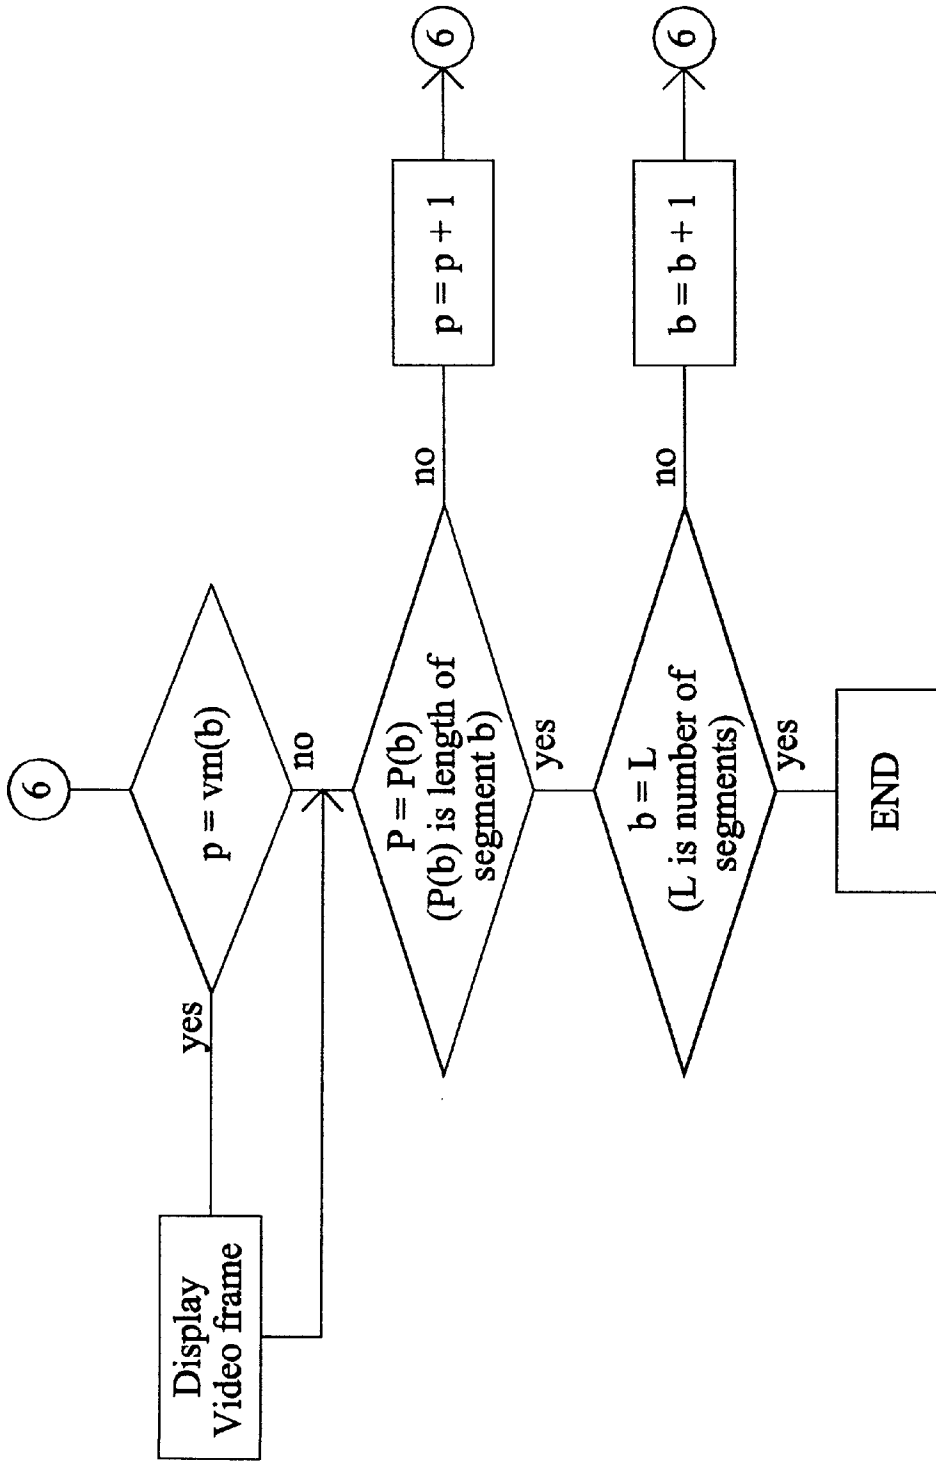 6
p = vm(b)
yes
no
Display
Video frame
P = P(b)
(P(b) is length of
segment b)
no
p = p + 1
6
yes
b = L
(L is number of
segments)
no
b = b + 1
6
yes
END